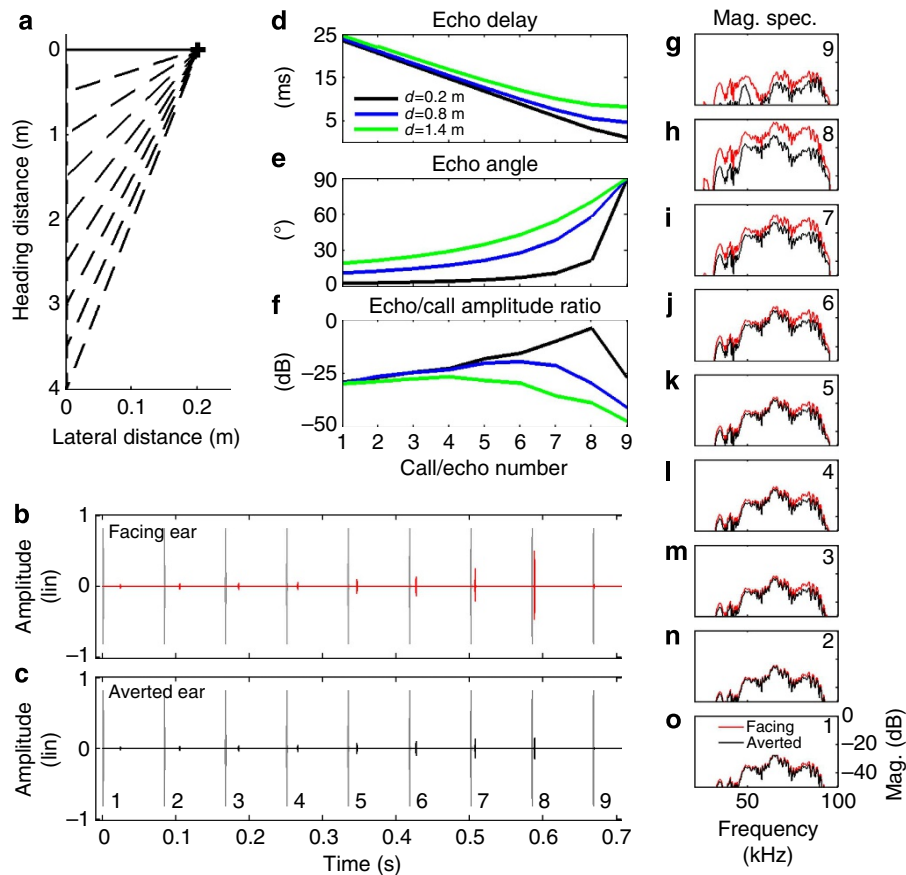 a
0
1
2
3
4
Heading distance (m)
0
0.1
0.2
Lateral distance (m)
d
Echo delay
25
15
5
(ms)
d=0.2 m
d=0.8 m
d=1.4 m
e
Echo angle
90
60
30
0
(°)
f
Echo/call amplitude ratio
0
−25
−50
(dB)
1 2 3 4 5 6 7 8 9
Call/echo number
b
1
0
−1
Amplitude
(lin)
Facing ear
c
1
0
−1
Amplitude
(lin)
Averted ear
1 2 3 4 5 6 7 8 9
0 0.1 0.2 0.3 0.4 0.5 0.6 0.7
Time (s)
Mag. spec.
g
9
h
8
i
7
j
6
k
5
l
4
m
3
n
2
o
1
Facing
Averted
0
−20
−40
Mag. (dB)
50
100
Frequency
(kHz)